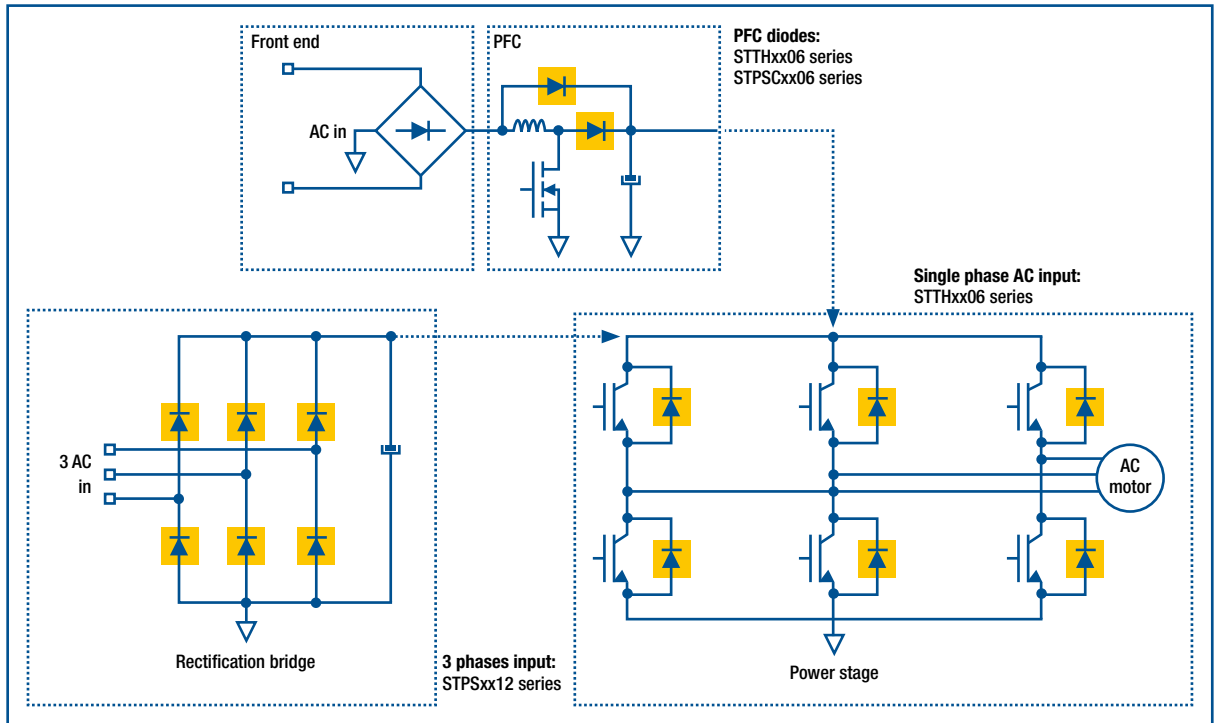 Front end
AC in
PFC
PFC diodes:
STTHxx06 series
STPSCxx06 series
Single phase AC input:
STTHxx06 series
3 AC
in
Rectification bridge
3 phases input:
STPSxx12 series
AC
motor
Power stage